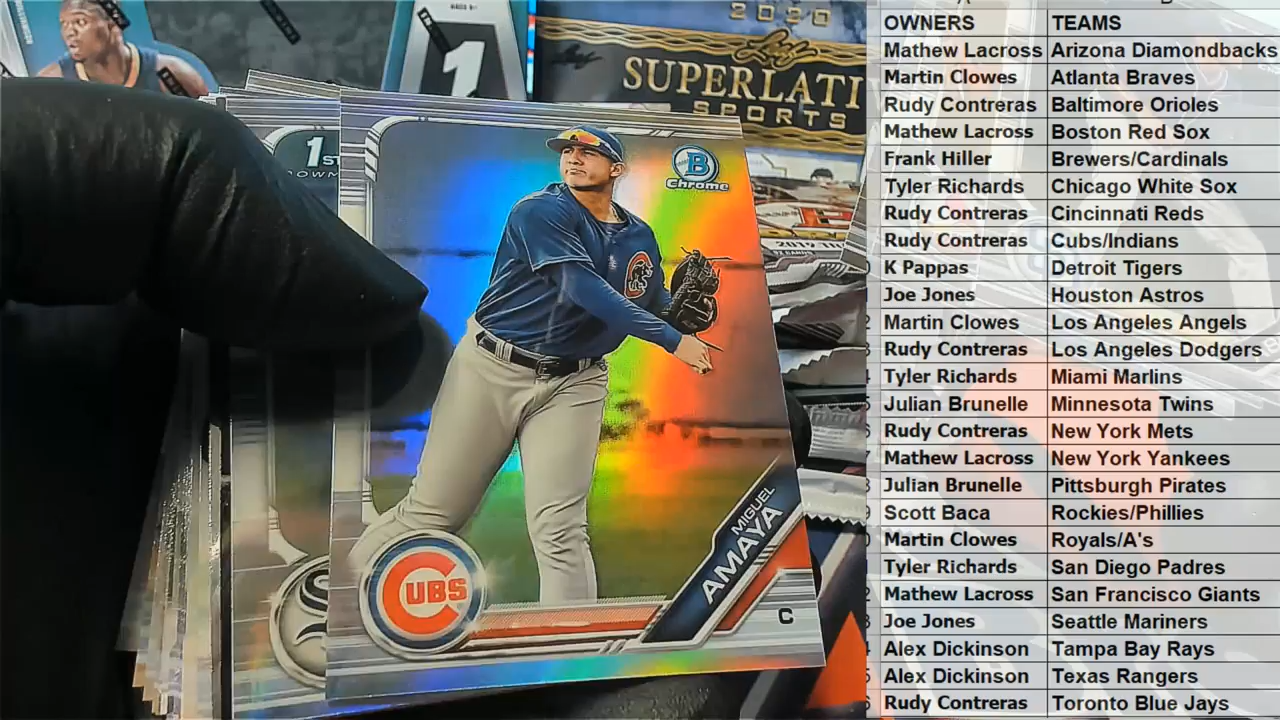 2020
Leaf
SUPERLATI
SPORTS
1
1ST
BOWM
B
Chrome
CUBS
MIGUEL
AMAYA
C
OWNERS TEAMS
Mathew Lacross Arizona Diamondbacks
Martin Clowes Atlanta Braves
Rudy Contreras Baltimore Orioles
Mathew Lacross Boston Red Sox
Frank Hiller Brewers/Cardinals
Tyler Richards Chicago White Sox
Rudy Contreras Cincinnati Reds
Rudy Contreras Cubs/Indians
K Pappas Detroit Tigers
Joe Jones Houston Astros
Martin Clowes Los Angeles Angels
Rudy Contreras Los Angeles Dodgers
Tyler Richards Miami Marlins
Julian Brunelle Minnesota Twins
Rudy Contreras New York Mets
Mathew Lacross New York Yankees
Julian Brunelle Pittsburgh Pirates
Scott Baca Rockies/Phillies
Martin Clowes Royals/A's
Tyler Richards San Diego Padres
Mathew Lacross San Francisco Giants
Joe Jones Seattle Mariners
Alex Dickinson Tampa Bay Rays
Alex Dickinson Texas Rangers
Rudy Contreras Toronto Blue Jays